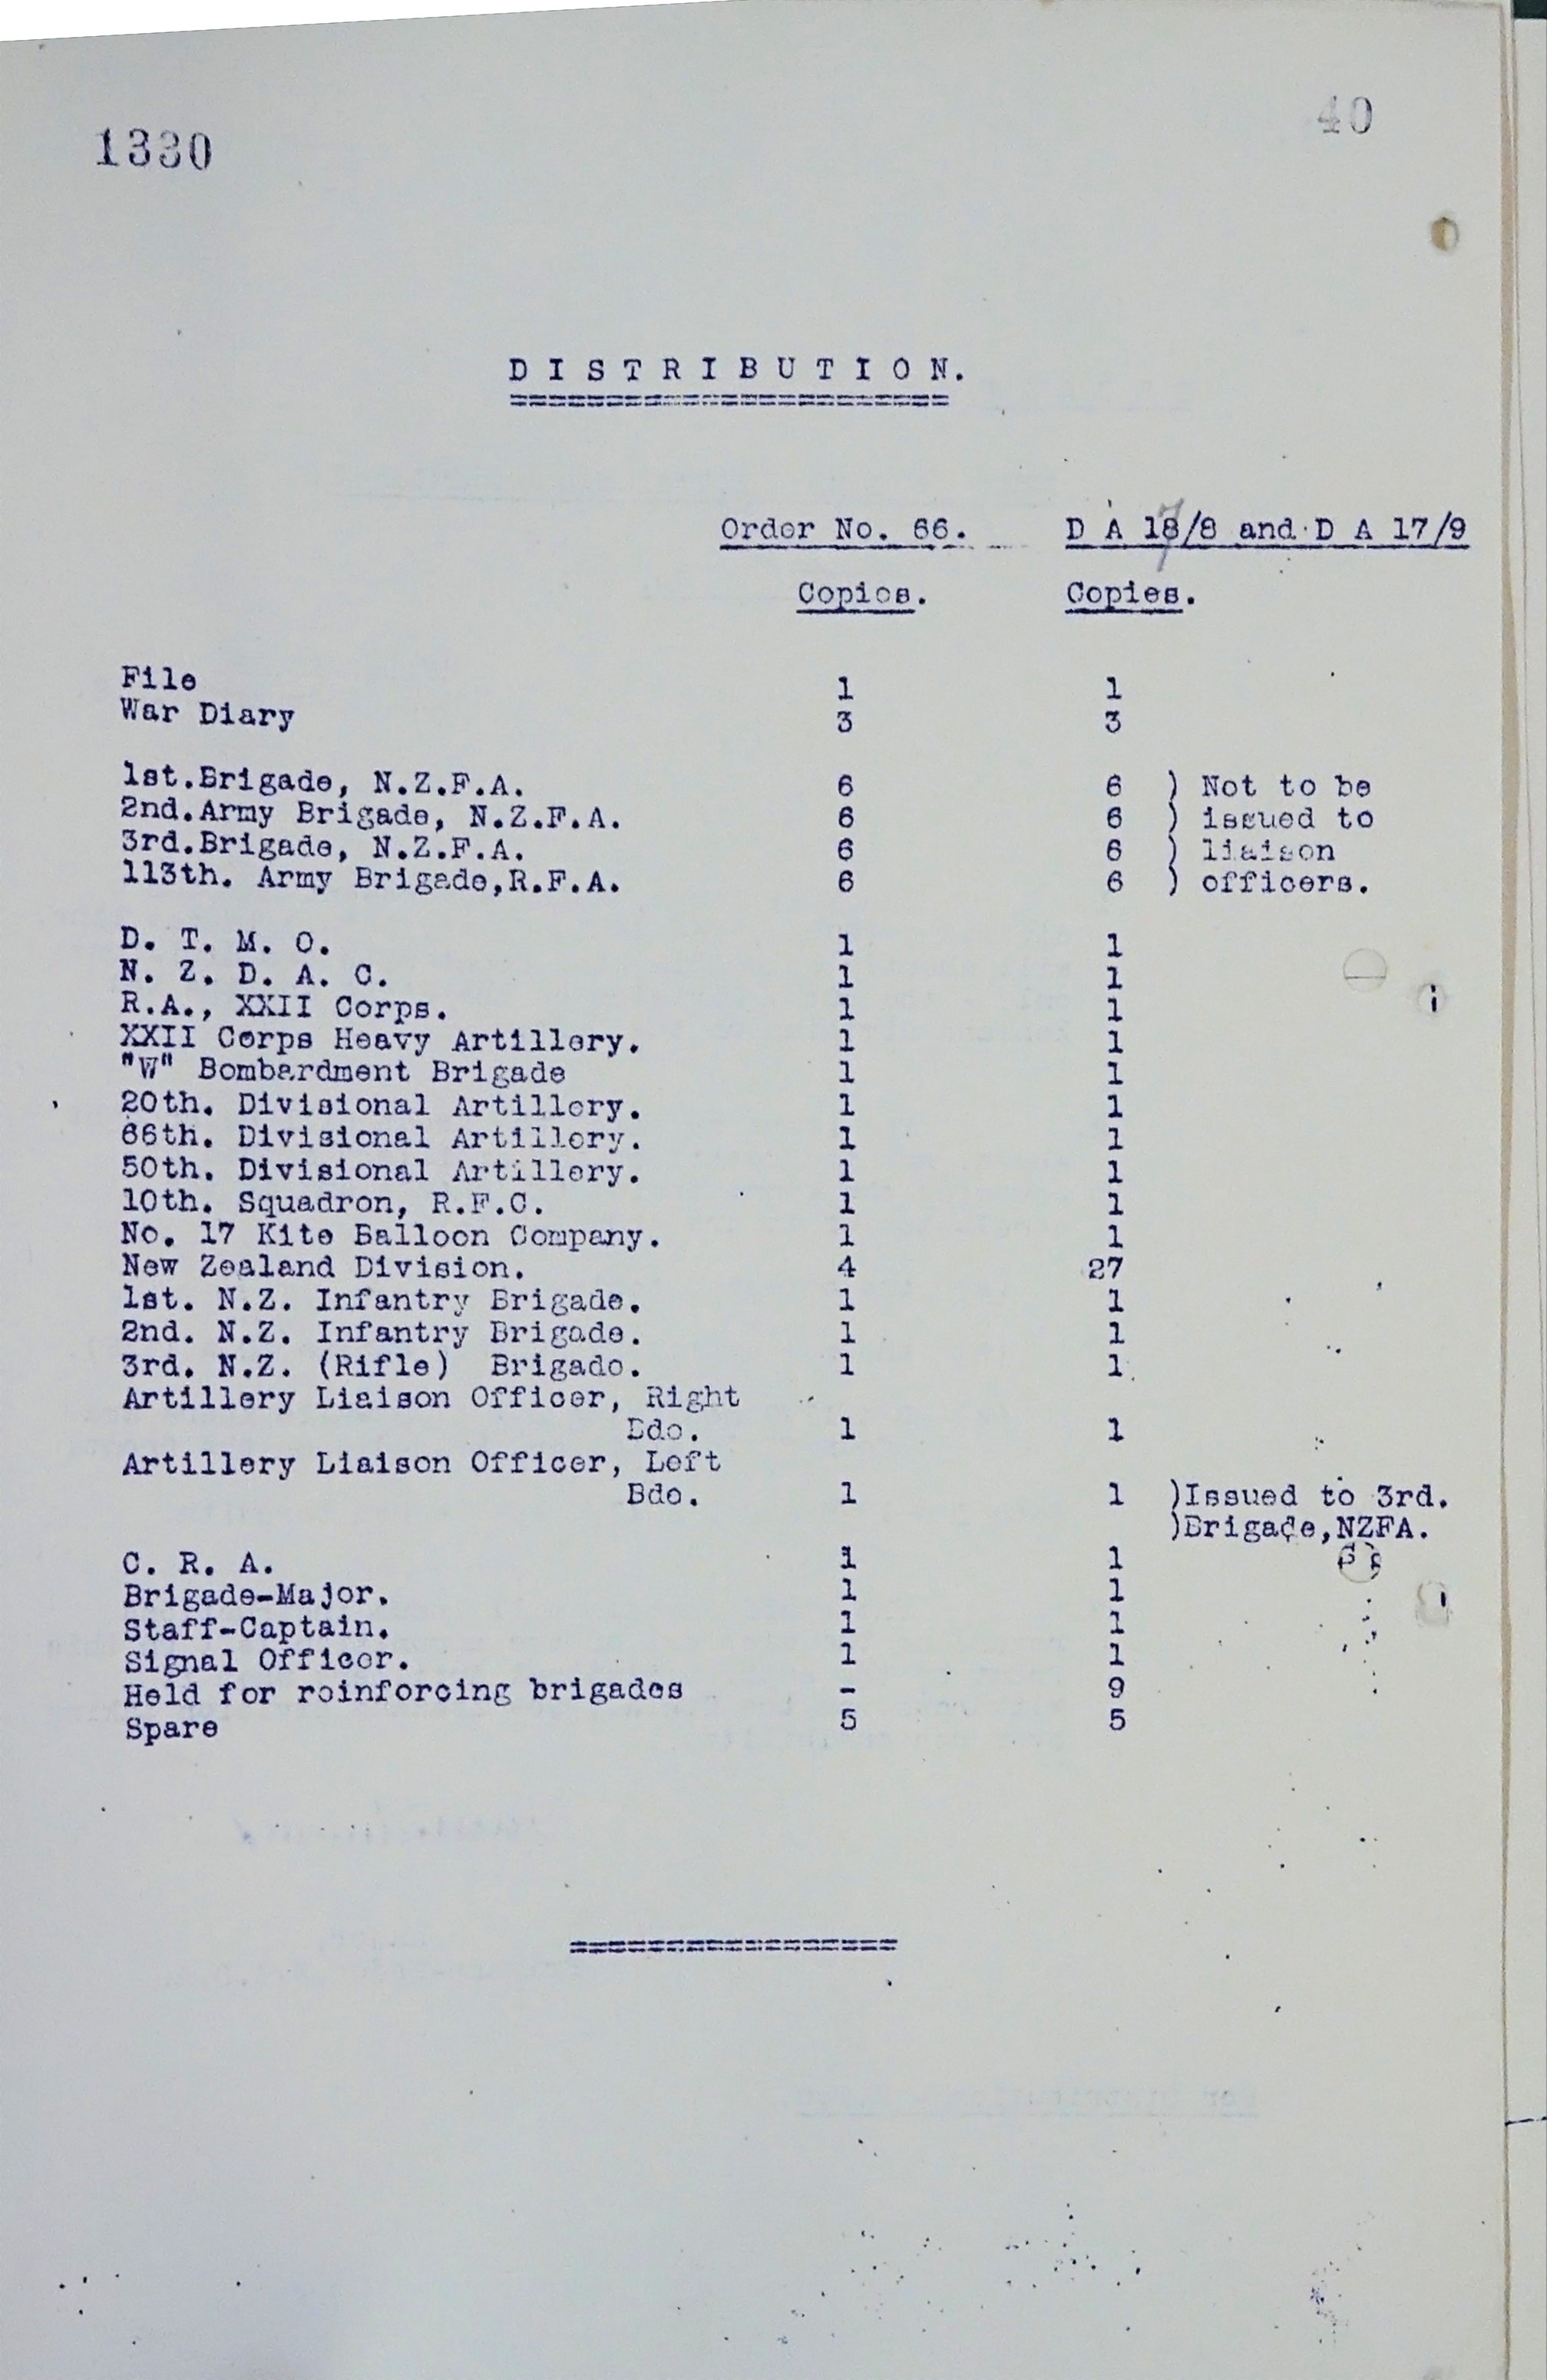 1330
40
D I S T R I B U T I O N.
=======================
Order No. 66. D A 17/8 and D A 17/9
Copies. Copies.
File 1 1
War Diary 3 3
1st.Brigade, N.Z.F.A. 6 6 ) Not to be
2nd.Army Brigade, N.Z.F.A. 6 6 ) issued to
3rd.Brigade, N.Z.F.A. 6 6 ) liaison
113th. Army Brigade,R.F.A. 6 6 ) officers.
D. T. M. O. 1 1
N. Z. D. A. C. 1 1
R.A., XXII Corps. 1 1
XXII Corps Heavy Artillery. 1 1
"W" Bombardment Brigade 1 1
20th. Divisional Artillery. 1 1
66th. Divisional Artillery. 1 1
50th. Divisional Artillery. 1 1
10th. Squadron, R.F.C. 1 1
No. 17 Kite Balloon Company. 1 1
New Zealand Division. 4 27
1st. N.Z. Infantry Brigade. 1 1
2nd. N.Z. Infantry Brigade. 1 1
3rd. N.Z. (Rifle) Brigade. 1 1
Artillery Liaison Officer, Right
Bde. 1 1
Artillery Liaison Officer, Left
Bde. 1 1 )Issued to 3rd.
)Brigade,NZFA.
C. R. A. 1 1
Brigade-Major. 1 1
Staff-Captain. 1 1
Signal Officer. 1 1
Held for reinforcing brigades - 9
Spare 5 5
=================